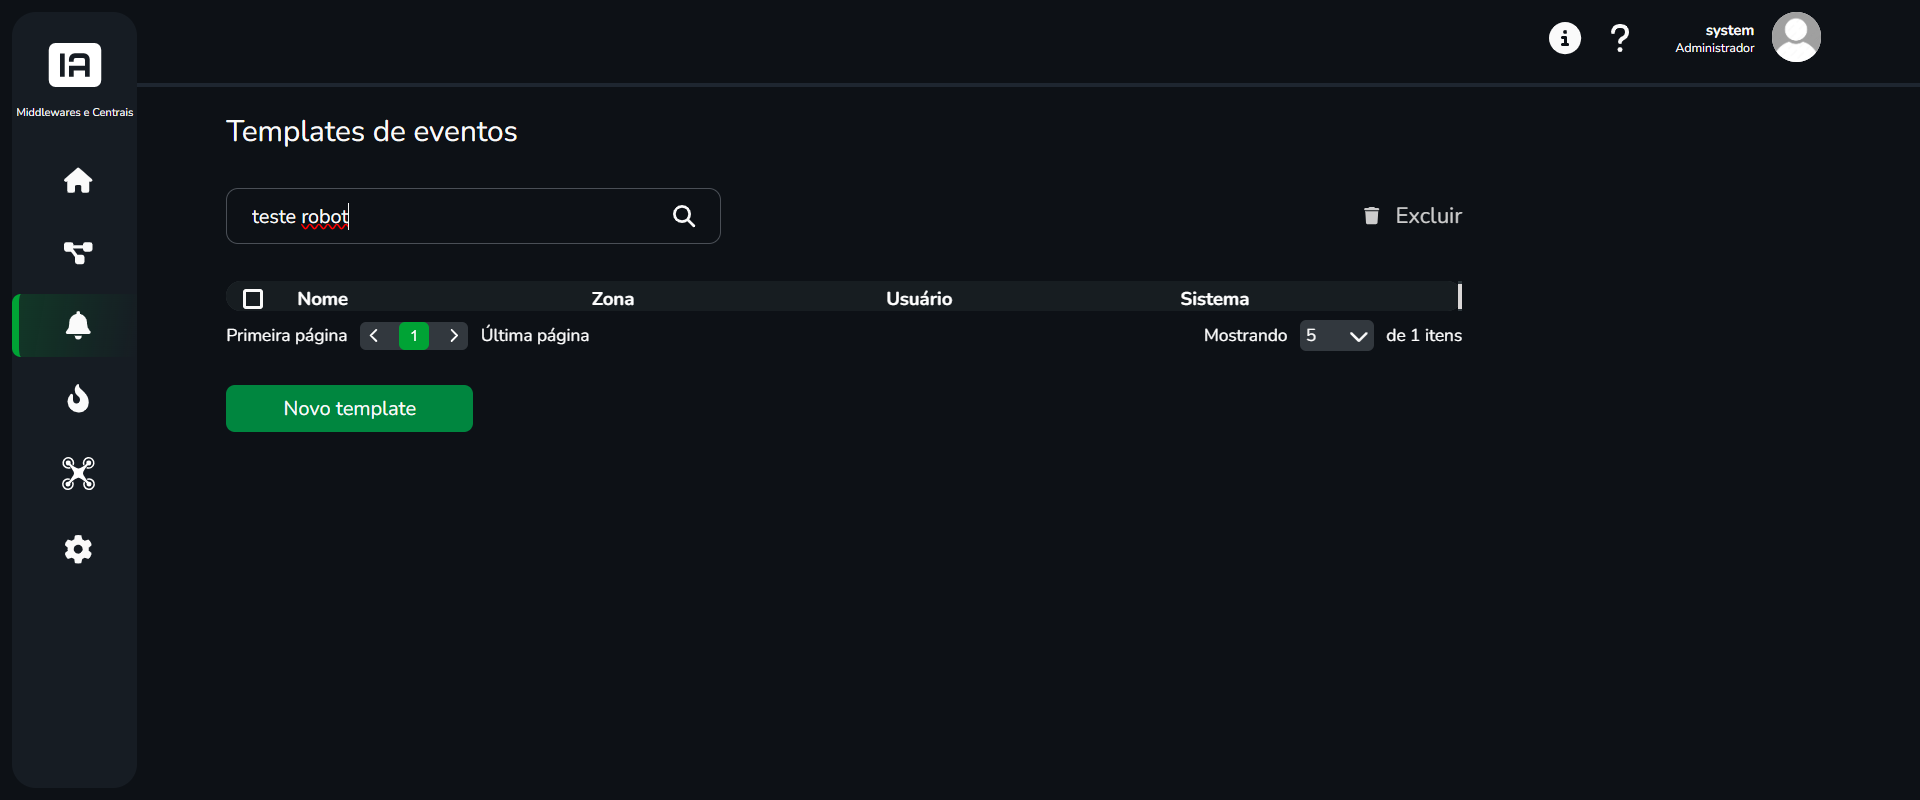 IA
Middlewares e Centrais
system
Administrador
Templates de eventos
teste robot
Excluir
Nome Zona Usuário Sistema
Primeira página 1 Última página Mostrando 5 de 1 itens
Novo template